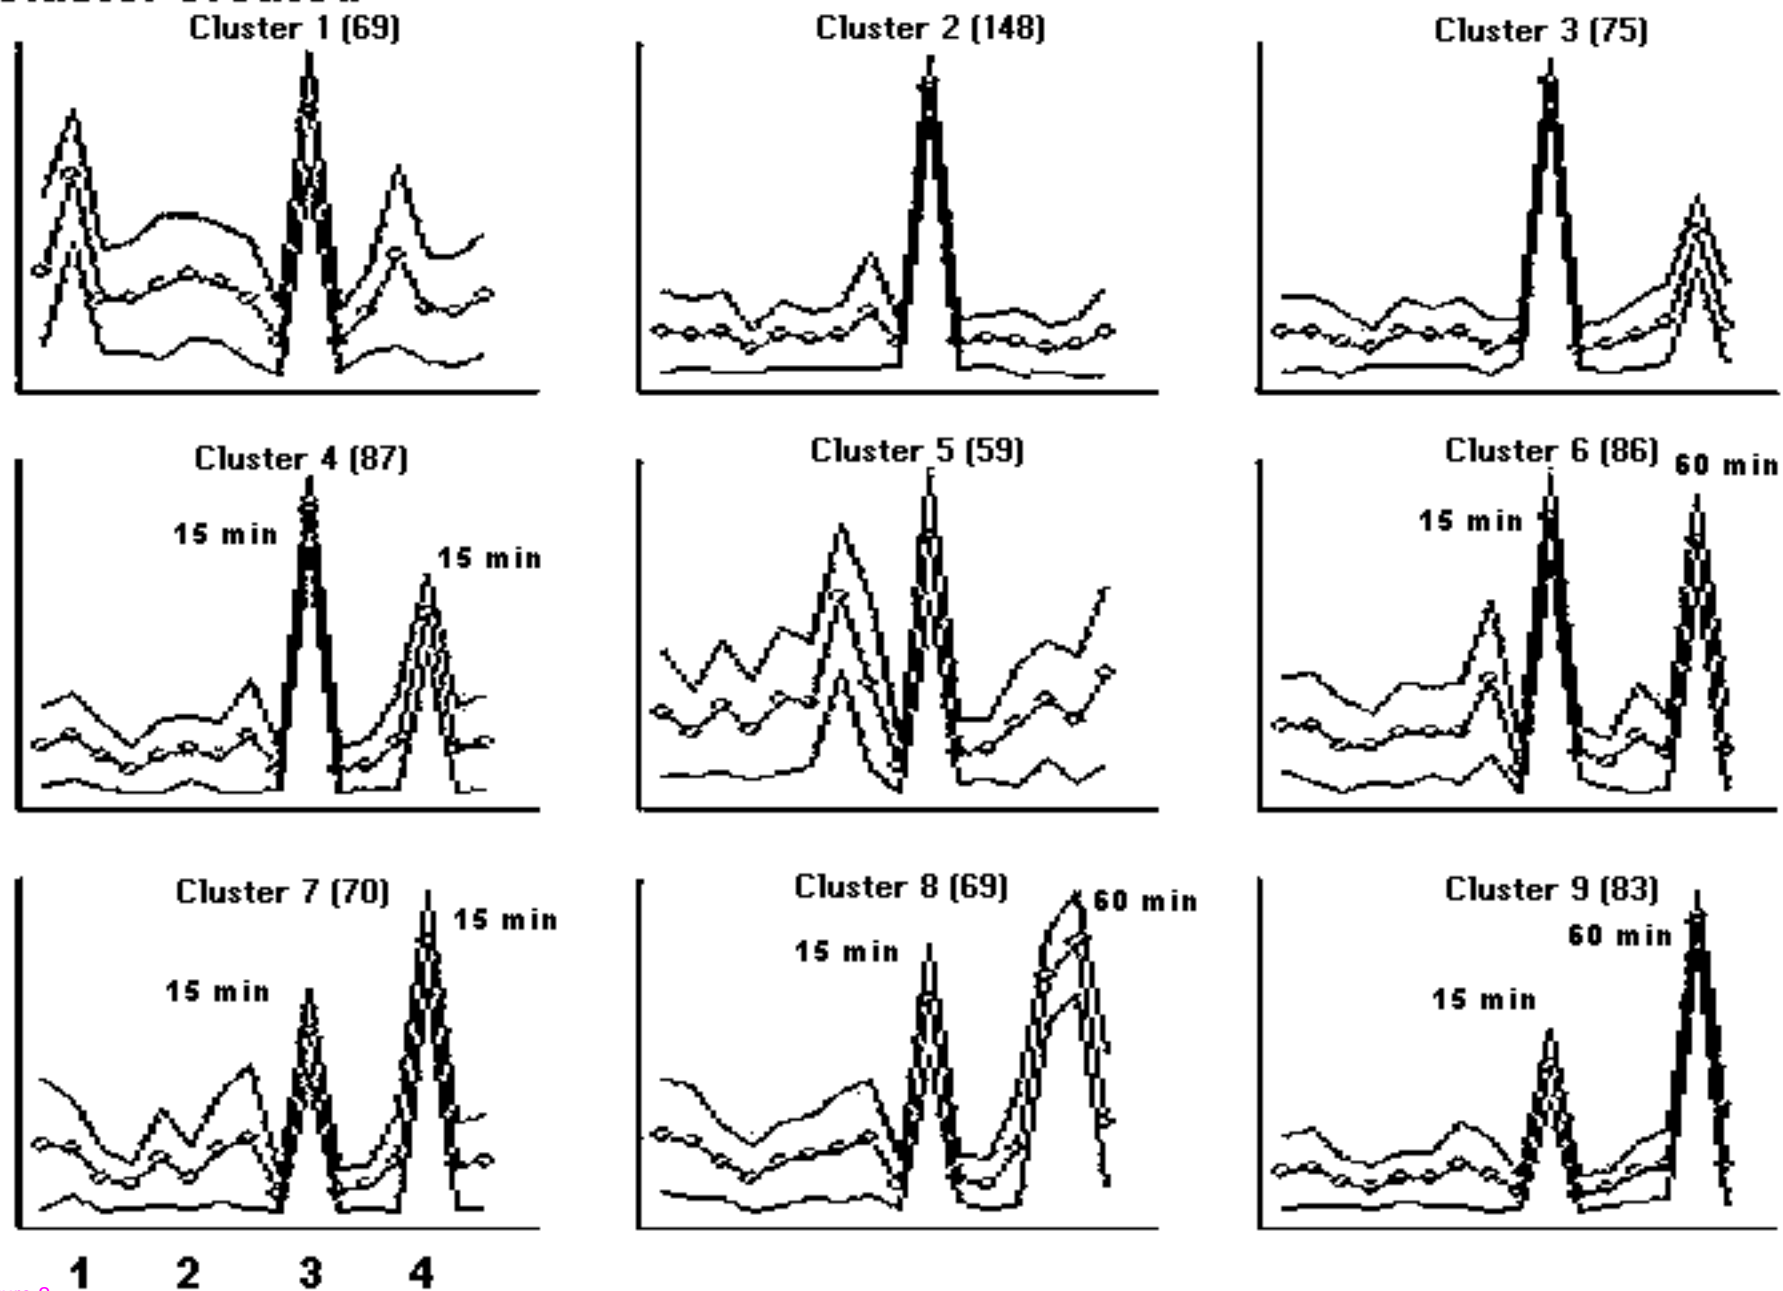 Cluster 1 (69)
Cluster 2 (148)
Cluster 3 (75)
Cluster 4 (87)
15 min
15 min
Cluster 5 (59)
Cluster 6 (86)
60 min
15 min
Cluster 7 (70)
15 min
15 min
Cluster 8 (69)
60 min
15 min
Cluster 9 (83)
60 min
15 min
1 2 3 4